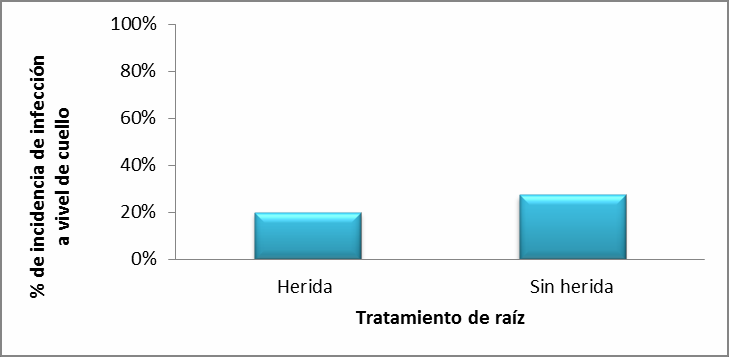 100%
80%
60%
40%
20%
0%
% de incidencia de infección
a vivel de cuello
Herida
Sin herida
Tratamiento de raíz